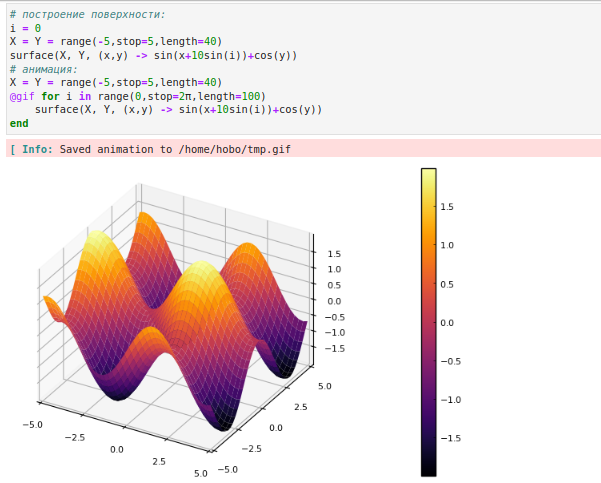 # построение поверхности:
i = 0
X = Y = range(-5,stop=5,length=40)
surface(X, Y, (x,y) -> sin(x+10sin(i))+cos(y))
# анимация:
X = Y = range(-5,stop=5,length=40)
@gif for i in range(0,stop=2π,length=100)
    surface(X, Y, (x,y) -> sin(x+10sin(i))+cos(y))
end
[ Info: Saved animation to /home/hobo/tmp.gif
1.5
1.0
0.5
0.0
−0.5
−1.0
−1.5
5.0
2.5
0.0
−2.5
−5.0
−5.0
−2.5
0.0
2.5
5.0
1.5
1.0
0.5
0.0
−0.5
−1.0
−1.5